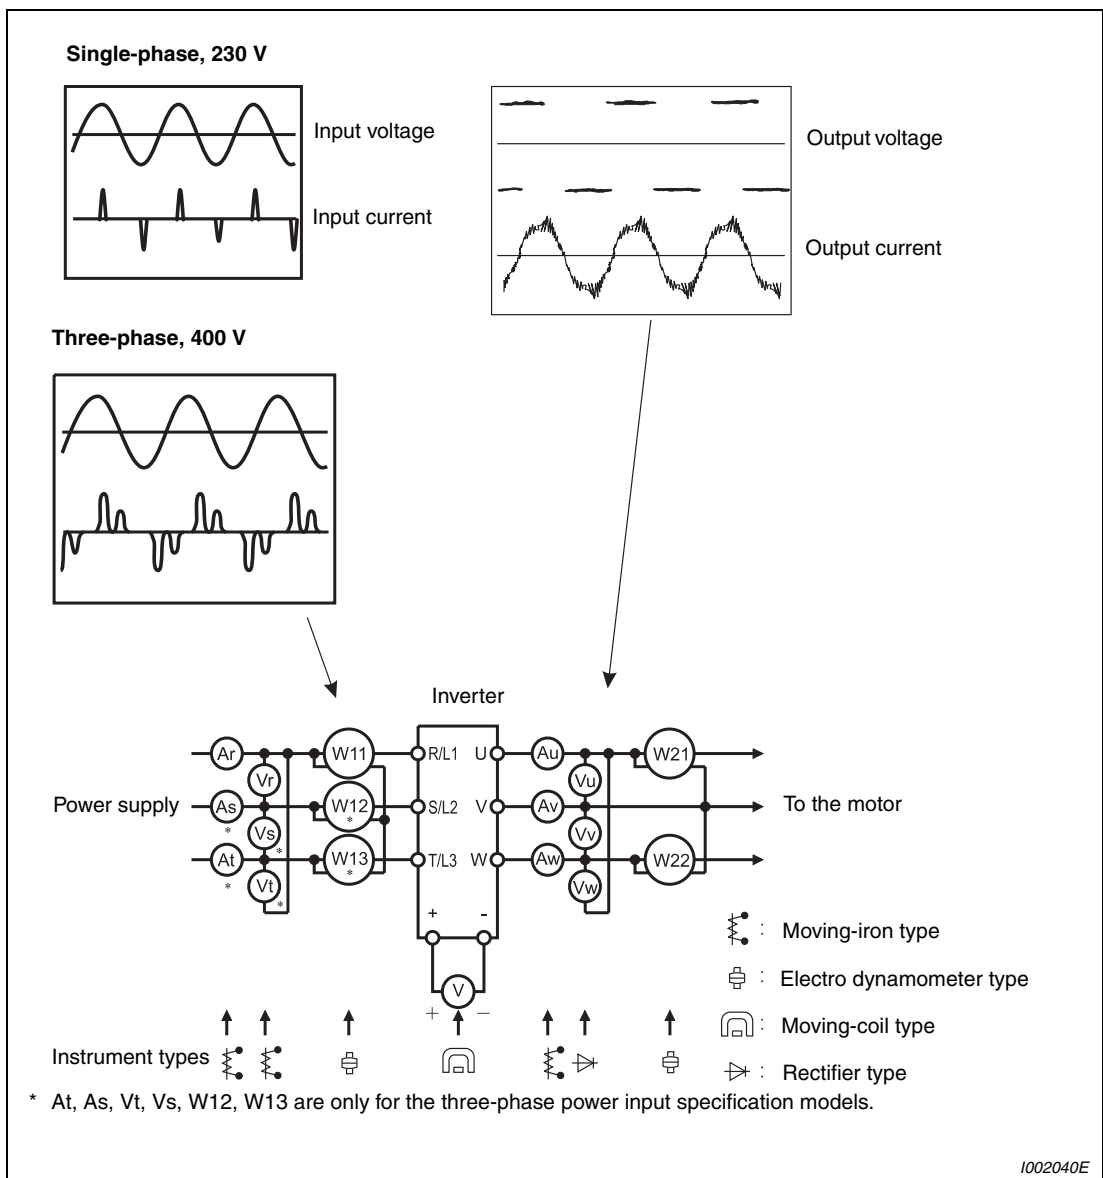 Single-phase, 230 V
Input voltage
Input current
Output voltage
Output current
Three-phase, 400 V
Inverter
Ar W11 R/L1 U Au W21
Vr Vu
Power supply As W12 S/L2 V Av To the motor
* Vs * Vv
At * W13 T/L3 W Aw W22
* Vt * * Vw
+ -
: Moving-iron type
V : Electro dynamometer type
+ − : Moving-coil type
Instrument types : Rectifier type
* At, As, Vt, Vs, W12, W13 are only for the three-phase power input specification models.
I002040E